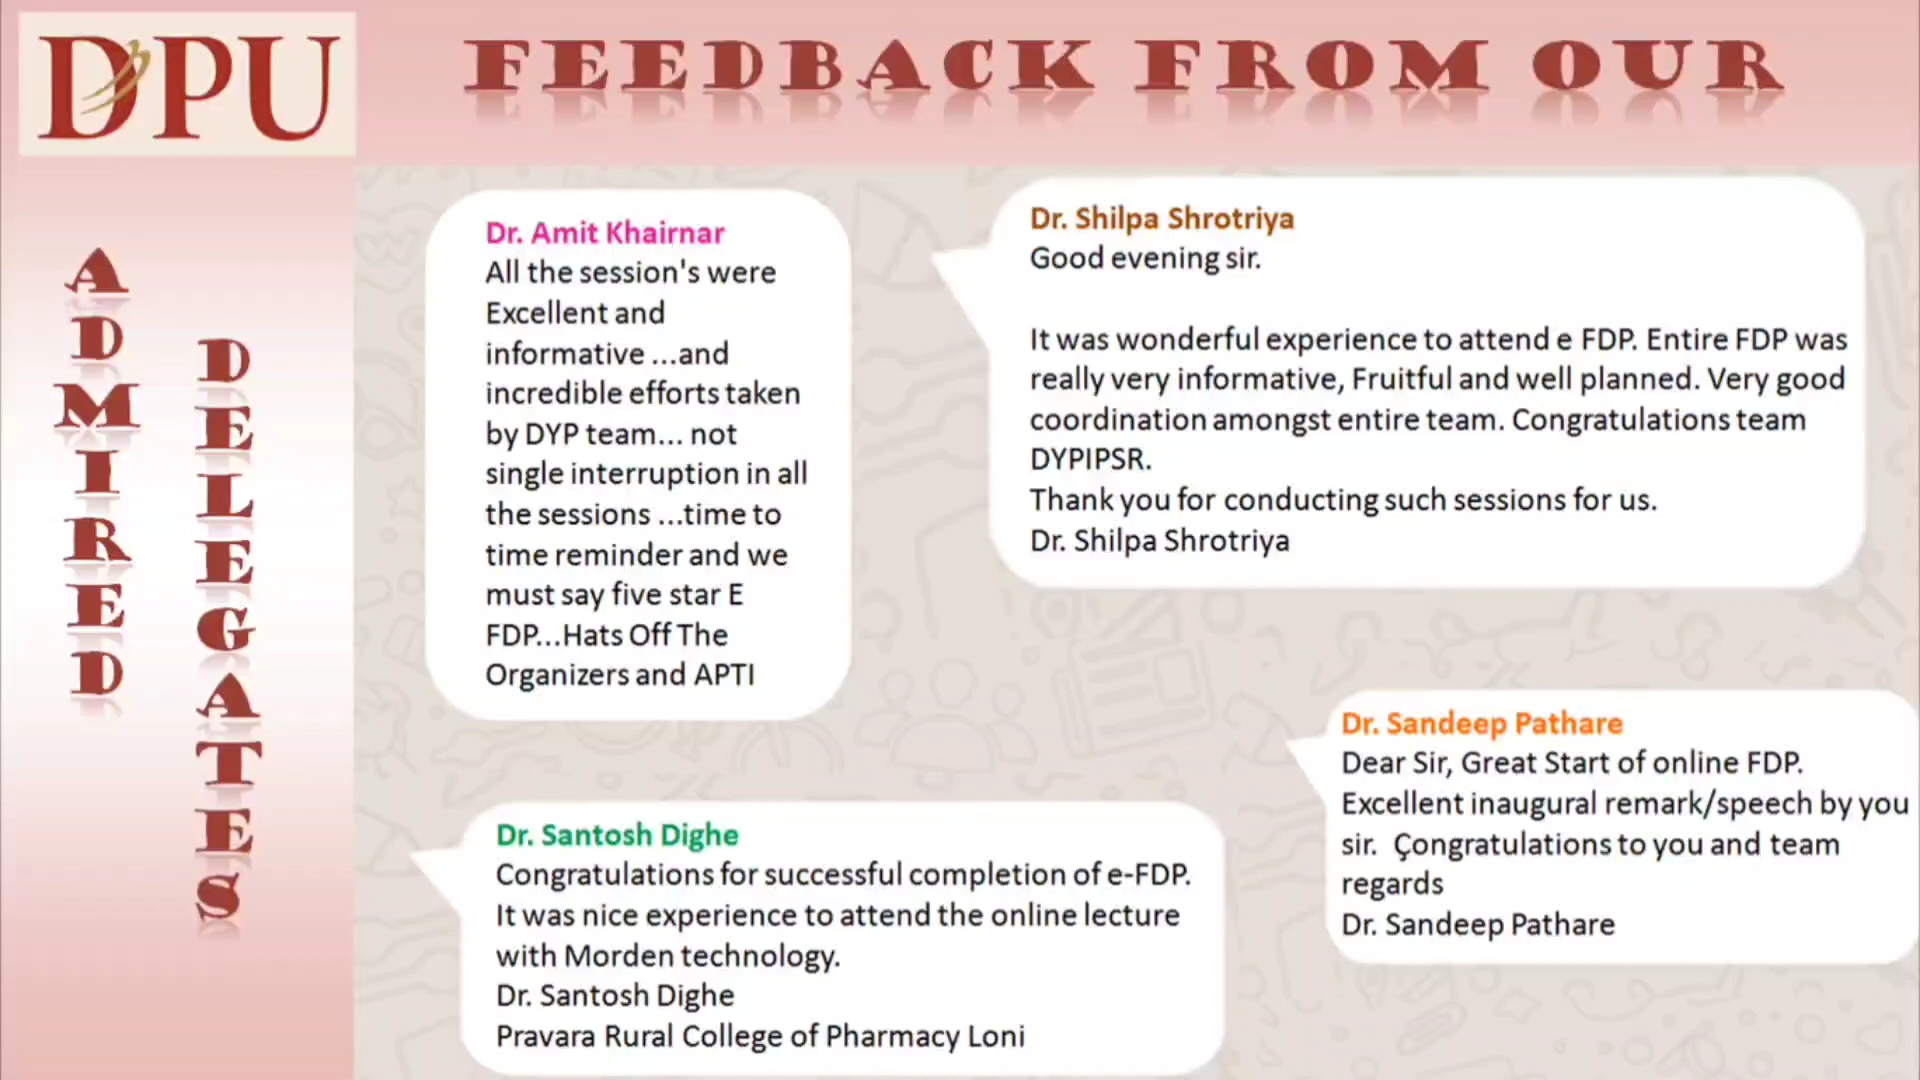 DPU
FEEDBACK FROM OUR
ADMIRED
DELEGATES
Dr. Amit Khairnar
All the session's were
Excellent and
informative ...and
incredible efforts taken
by DYP team... not
single interruption in all
the sessions ...time to
time reminder and we
must say five star E
FDP...Hats Off The
Organizers and APTI
Dr. Shilpa Shrotriya
Good evening sir.
It was wonderful experience to attend e FDP. Entire FDP was
really very informative, Fruitful and well planned. Very good
coordination amongst entire team. Congratulations team
DYPIPSR.
Thank you for conducting such sessions for us.
Dr. Shilpa Shrotriya
Dr. Santosh Dighe
Congratulations for successful completion of e-FDP.
It was nice experience to attend the online lecture
with Morden technology.
Dr. Santosh Dighe
Pravara Rural College of Pharmacy Loni
Dr. Sandeep Pathare
Dear Sir, Great Start of online FDP.
Excellent inaugural remark/speech by you
sir.  Çongratulations to you and team
regards
Dr. Sandeep Pathare